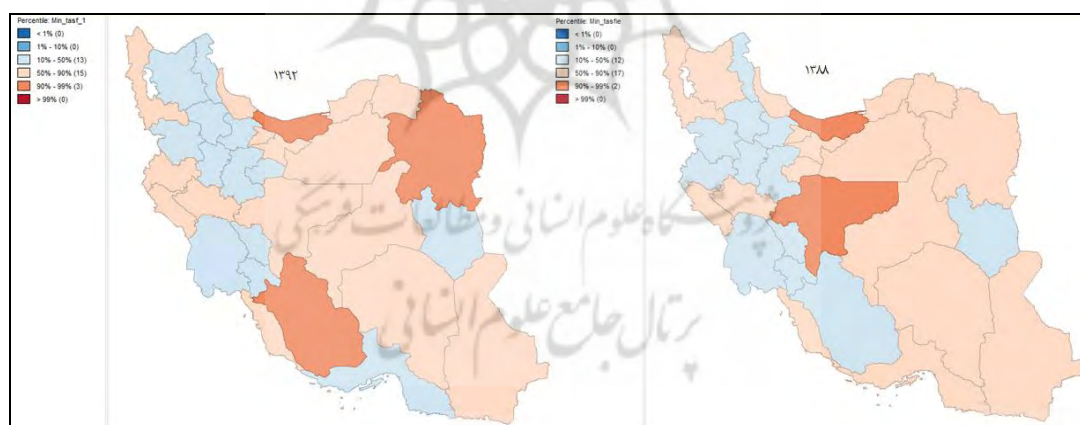 Percentile: Min_tasf_1
< 1% (0)
1% - 10% (0)
10% - 50% (13)
50% - 90% (15)
90% - 99% (3)
> 99% (0)
۱۳۹۲
Percentile: Min_tasfie
< 1% (0)
1% - 10% (0)
10% - 50% (12)
50% - 90% (17)
90% - 99% (2)
> 99% (0)
۱۳۸۸
پژوهشگاه علوم انسانی و مطالعات فرهنگی
پرتال جامع علوم انسانی